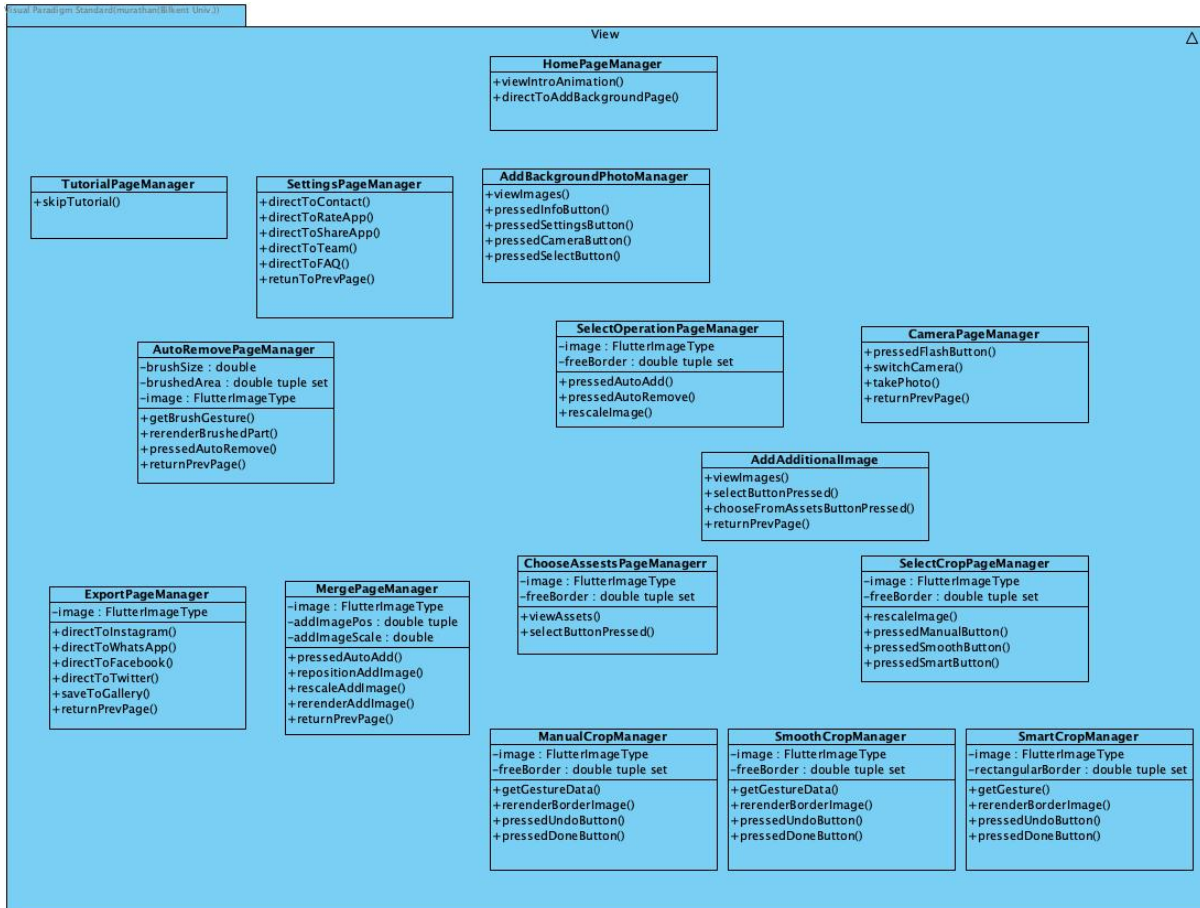 Visual Paradigm Standard(murathan(Bilkent Univ.))
View
HomePageManager
+viewIntroAnimation()
+directToAddBackgroundPage()
TutorialPageManager
+skipTutorial()
SettingsPageManager
+directToContact()
+directToRateApp()
+directToShareApp()
+directToTeam()
+directToFAQ()
+retunToPrevPage()
AddBackgroundPhotoManager
+viewImages()
+pressedInfoButton()
+pressedSettingsButton()
+pressedCameraButton()
+pressedSelectButton()
AutoRemovePageManager
-brushSize : double
-brushedArea : double tuple set
-image : FlutterImageType
+getBrushGesture()
+rerenderBrushedPart()
+pressedAutoRemove()
+returnPrevPage()
SelectOperationPageManager
-image : FlutterImageType
-freeBorder : double tuple set
+pressedAutoAdd()
+pressedAutoRemove()
+rescaleImage()
CameraPageManager
+pressedFlashButton()
+switchCamera()
+takePhoto()
+returnPrevPage()
AddAdditionalImage
+viewImages()
+selectButtonPressed()
+chooseFromAssetsButtonPressed()
+returnPrevPage()
ExportPageManager
-image : FlutterImageType
+directToInstagram()
+directToWhatsApp()
+directToFacebook()
+directToTwitter()
+saveToGallery()
+returnPrevPage()
MergePageManager
-image : FlutterImageType
-addImagePos : double tuple
-addImageScale : double
+pressedAutoAdd()
+repositionAddImage()
+rescaleAddImage()
+rerenderAddImage()
+returnPrevPage()
ChooseAssestsPageManagerr
-image : FlutterImageType
-freeBorder : double tuple set
+viewAssets()
+selectButtonPressed()
SelectCropPageManager
-image : FlutterImageType
-freeBorder : double tuple set
+rescaleImage()
+pressedManualButton()
+pressedSmoothButton()
+pressedSmartButton()
ManualCropManager
-image : FlutterImageType
-freeBorder : double tuple set
+getGestureData()
+rerenderBorderImage()
+pressedUndoButton()
+pressedDoneButton()
SmoothCropManager
-image : FlutterImageType
-freeBorder : double tuple set
+getGestureData()
+rerenderBorderImage()
+pressedUndoButton()
+pressedDoneButton()
SmartCropManager
-image : FlutterImageType
-rectangularBorder : double tuple set
+getGesture()
+rerenderBorderImage()
+pressedUndoButton()
+pressedDoneButton()